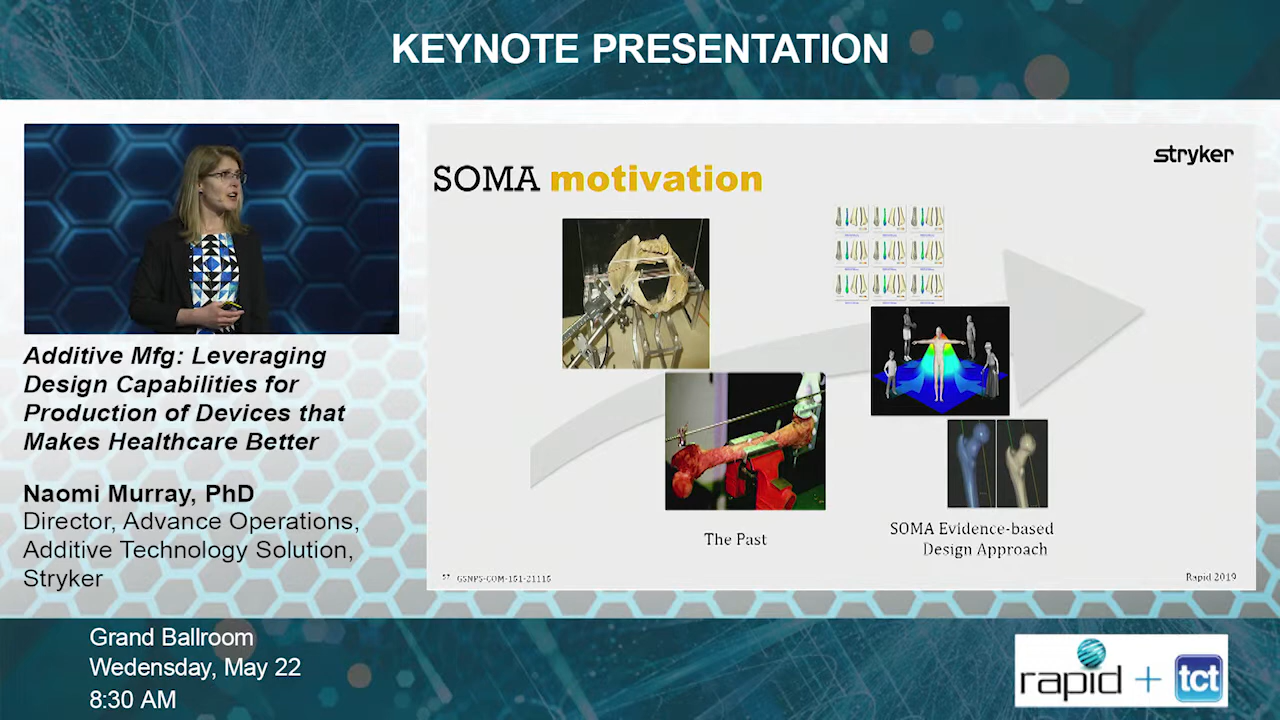 KEYNOTE PRESENTATION
stryker
SOMA motivation
Additive Mfg: Leveraging
Design Capabilities for
Production of Devices that
Makes Healthcare Better
Naomi Murray, PhD
Director, Advance Operations,
Additive Technology Solution,
Stryker
The Past
SOMA Evidence-based
Design Approach
GSNPS-COM-151-21115
Rapid 2019
Grand Ballroom
Wedensday, May 22
8:30 AM
rapid + tct